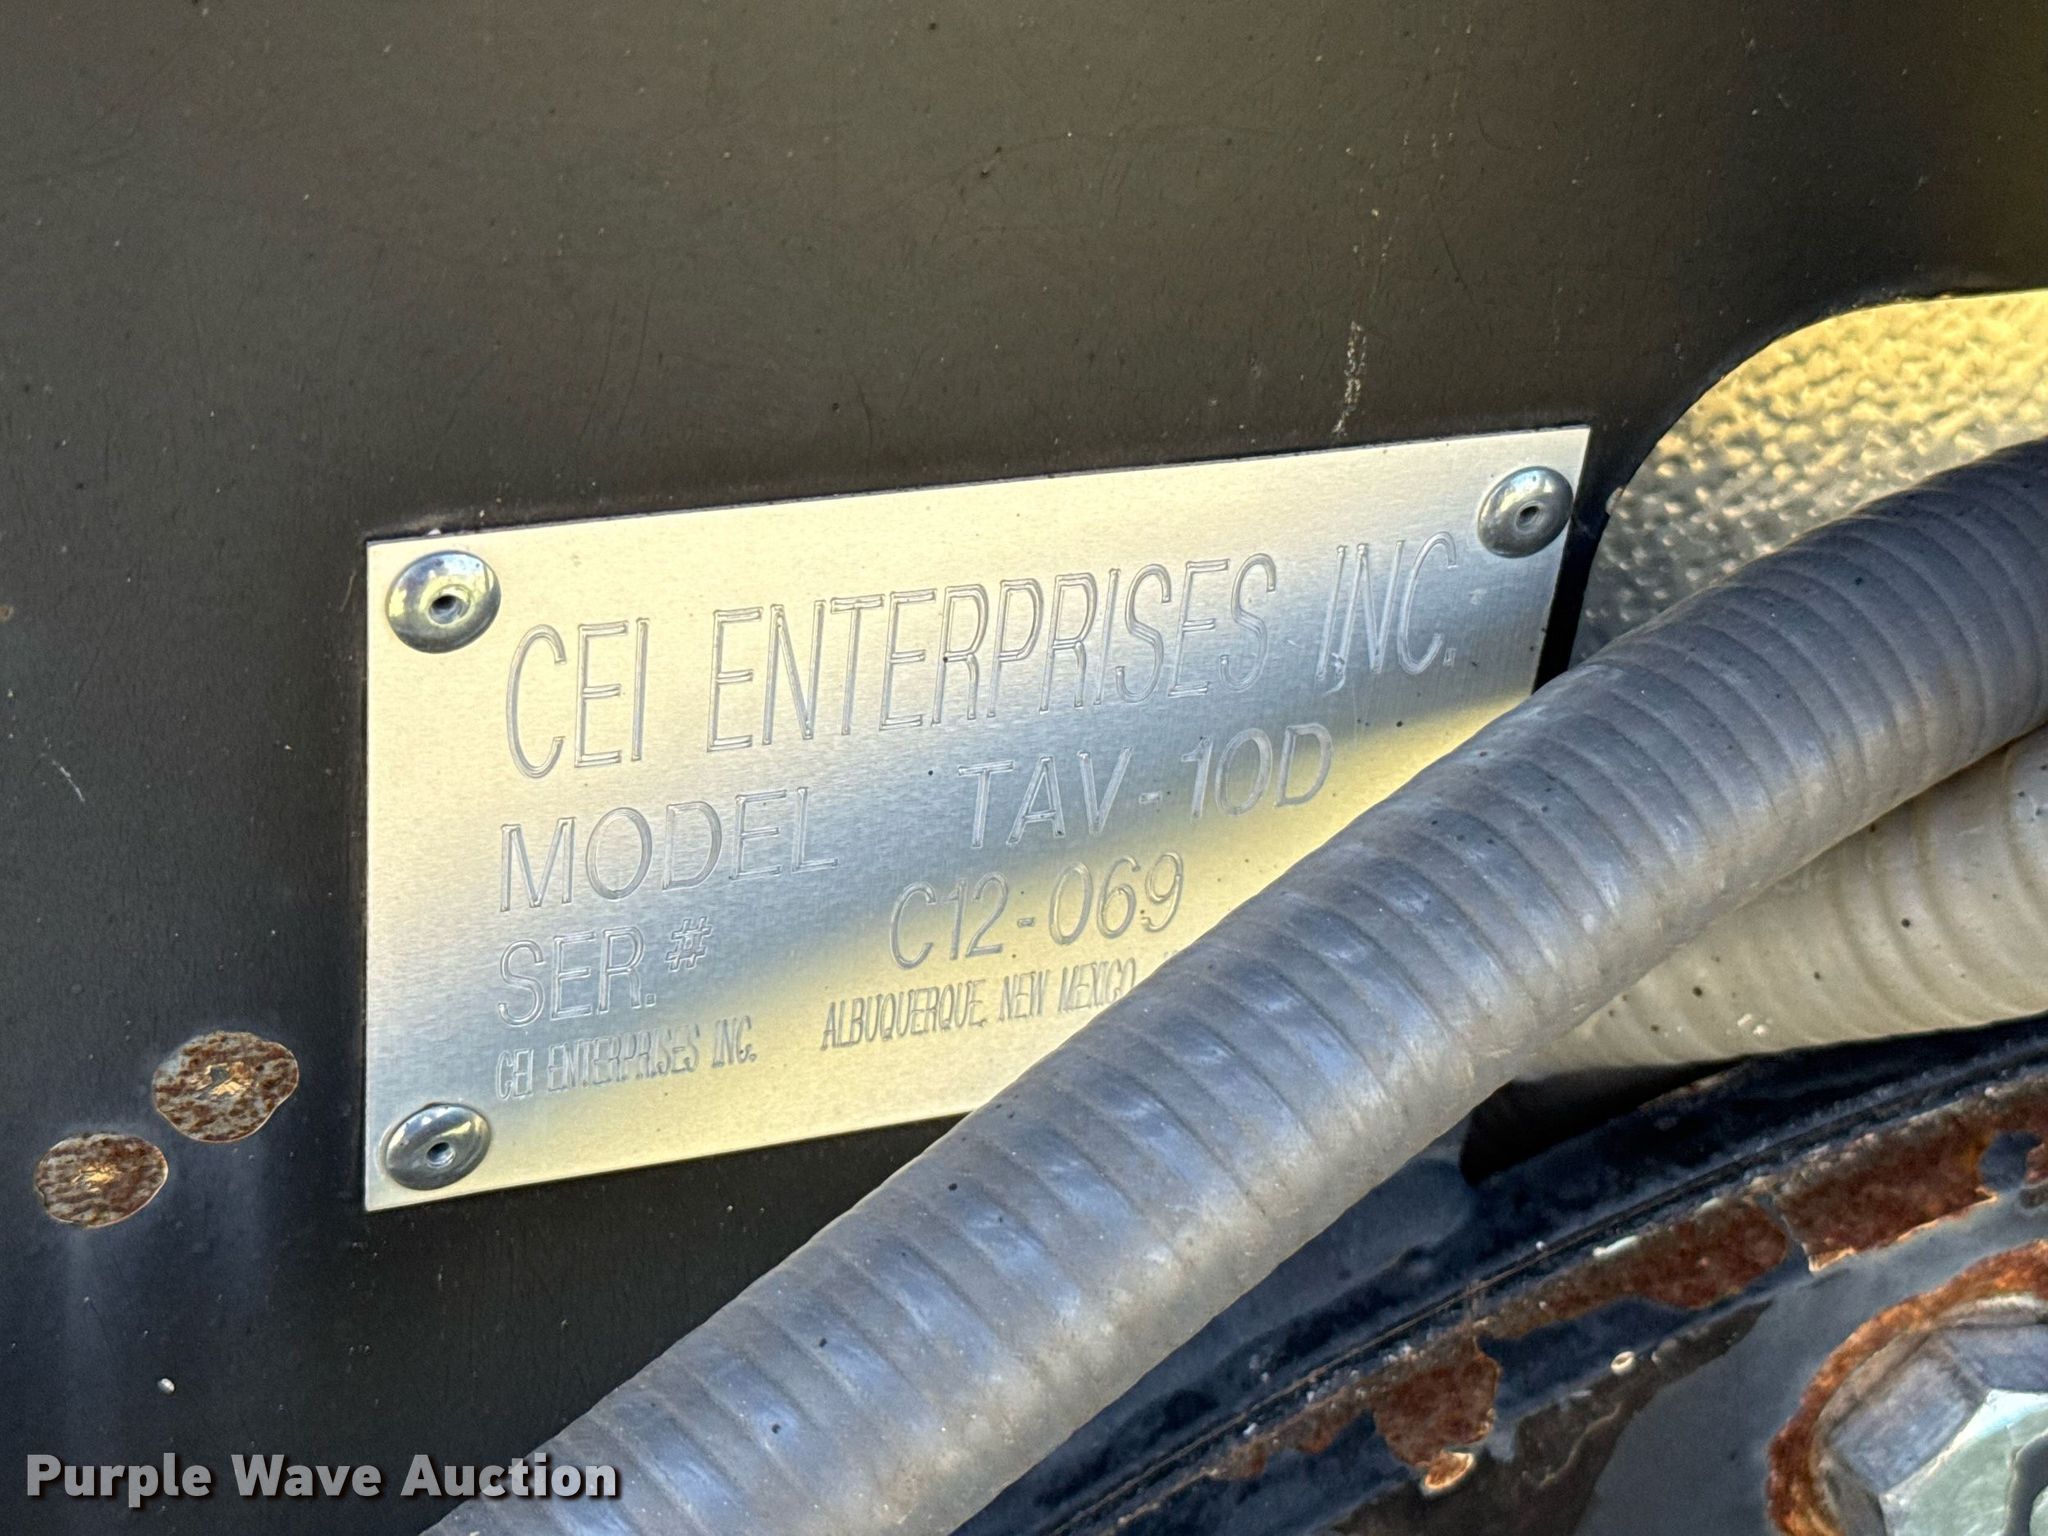 CEI ENTERPRISES INC.
MODEL TAV-10D
SER.# C12-069
CEI ENTERPRISES INC. ALBUQUERQUE, NEW MEXICO,
Purple Wave Auction